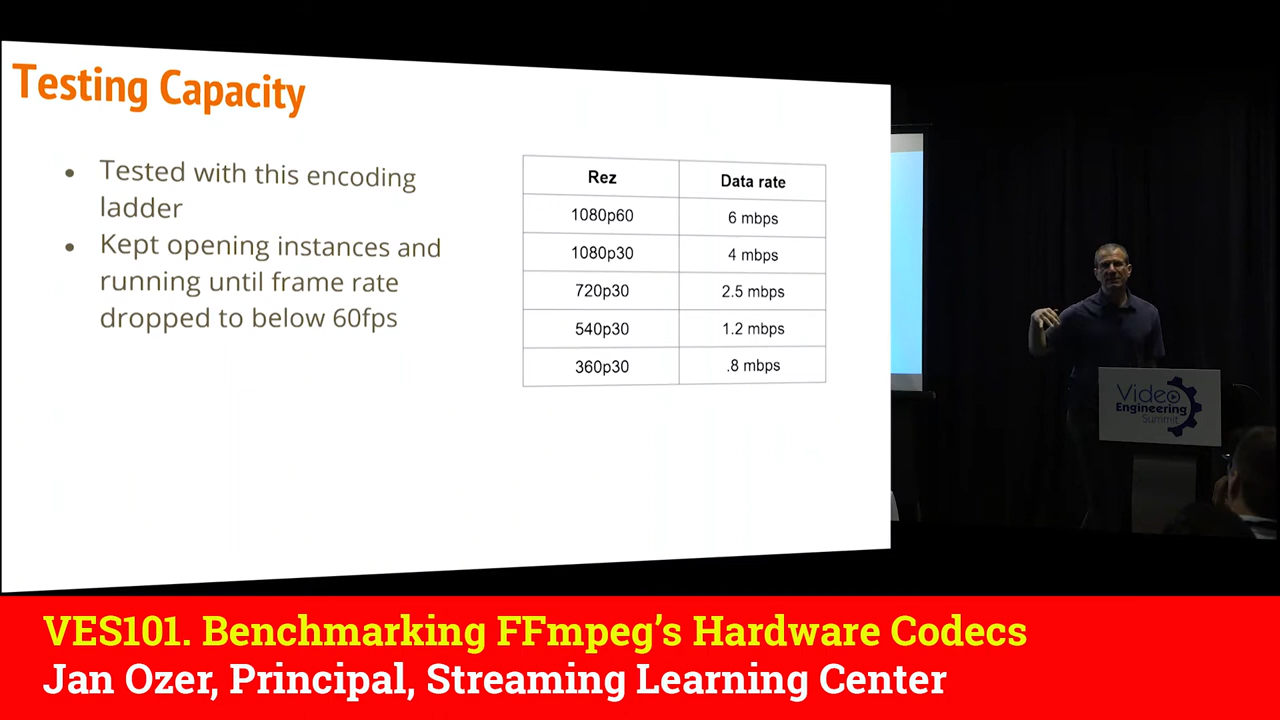 Testing Capacity
• Tested with this encoding
ladder
• Kept opening instances and
running until frame rate
dropped to below 60fps
Rez Data rate
1080p60 6 mbps
1080p30 4 mbps
720p30 2.5 mbps
540p30 1.2 mbps
360p30 .8 mbps
Video
Engineering
Summit
VES101. Benchmarking FFmpeg’s Hardware Codecs
Jan Ozer, Principal, Streaming Learning Center